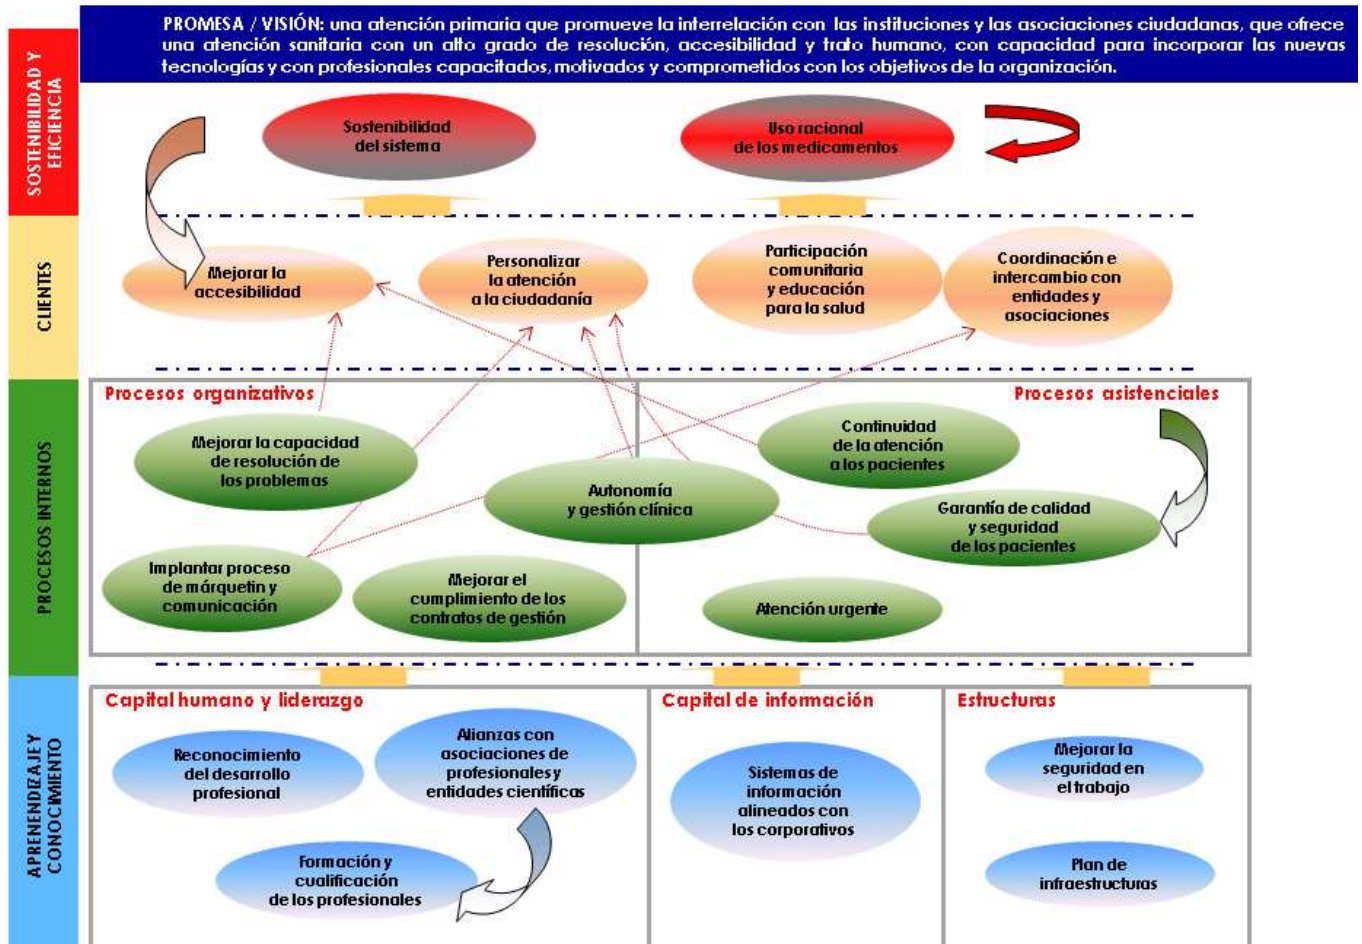 PROMESA / VISIÓN: una atención primaria que promueve la interrelación con las instituciones y las asociaciones ciudadanas, que ofrece
una atención sanitaria con un alto grado de resolución, accesibilidad y trato humano, con capacidad para incorporar las nuevas
tecnologías y con profesionales capacitados, motivados y comprometidos con los objetivos de la organización.
SOSTENIBILIDAD Y
EFICIENCIA
Sostenibilidad
del sistema
Uso racional
de los medicamentos
CLIENTES
Mejorar la
accesibilidad
Personalizar
la atención
a la ciudadanía
Participación
comunitaria
y educación
para la salud
Coordinación e
intercambio con
entidades y
asociaciones
PROCESOS INTERNOS
Procesos organizativos
Procesos asistenciales
Mejorar la capacidad
de resolución de
los problemas
Continuidad
de la atención
a los pacientes
Autonomía
y gestión clínica
Garantía de calidad
y seguridad
de los pacientes
Implantar proceso
de márquetin y
comunicación
Mejorar el
cumplimiento de los
contratos de gestión
Atención urgente
APRENENDIZAJE Y
CONOCIMIENTO
Capital humano y liderazgo
Capital de información
Estructuras
Reconocimiento
del desarrollo
profesional
Alianzas con
asociaciones de
profesionales y
entidades científicas
Formación y
cualificación
de los profesionales
Sistemas de
información
alineados con
los corporativos
Mejorar la
seguridad en
el trabajo
Plan de
infraestructuras